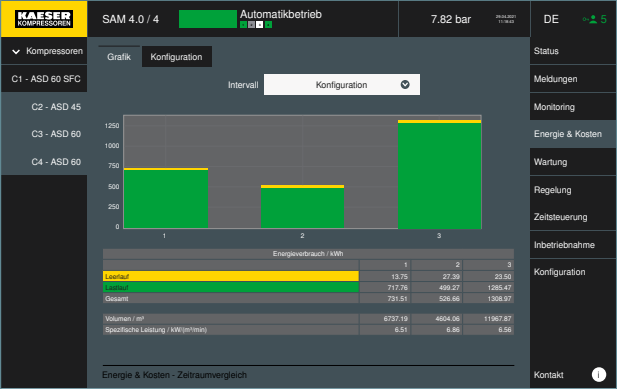 KAESER
KOMPRESSOREN
SAM 4.0 / 4
Automatikbetrieb
7.82 bar
DE
5
Kompressoren
C1 - ASD 60 SFC
C2 - ASD 45
C3 - ASD 60
C4 - ASD 60
Grafik
Konfiguration
Intervall
Konfiguration
1250
1000
750
500
250
0
1
2
3
Energieverbrauch / kWh
1 2 3
Leerlauf 13.75 27.39 23.50
Lastlauf 717.76 499.27 1285.47
Gesamt 731.51 526.66 1308.97
Volumen / m³ 6737.19 4604.06 11967.87
Spezifische Leistung / kW/(m³/min) 6.51 6.86 6.56
Energie & Kosten - Zeitraumvergleich
Status
Meldungen
Monitoring
Energie & Kosten
Wartung
Regelung
Zeitsteuerung
Inbetriebnahme
Konfiguration
Kontakt
i